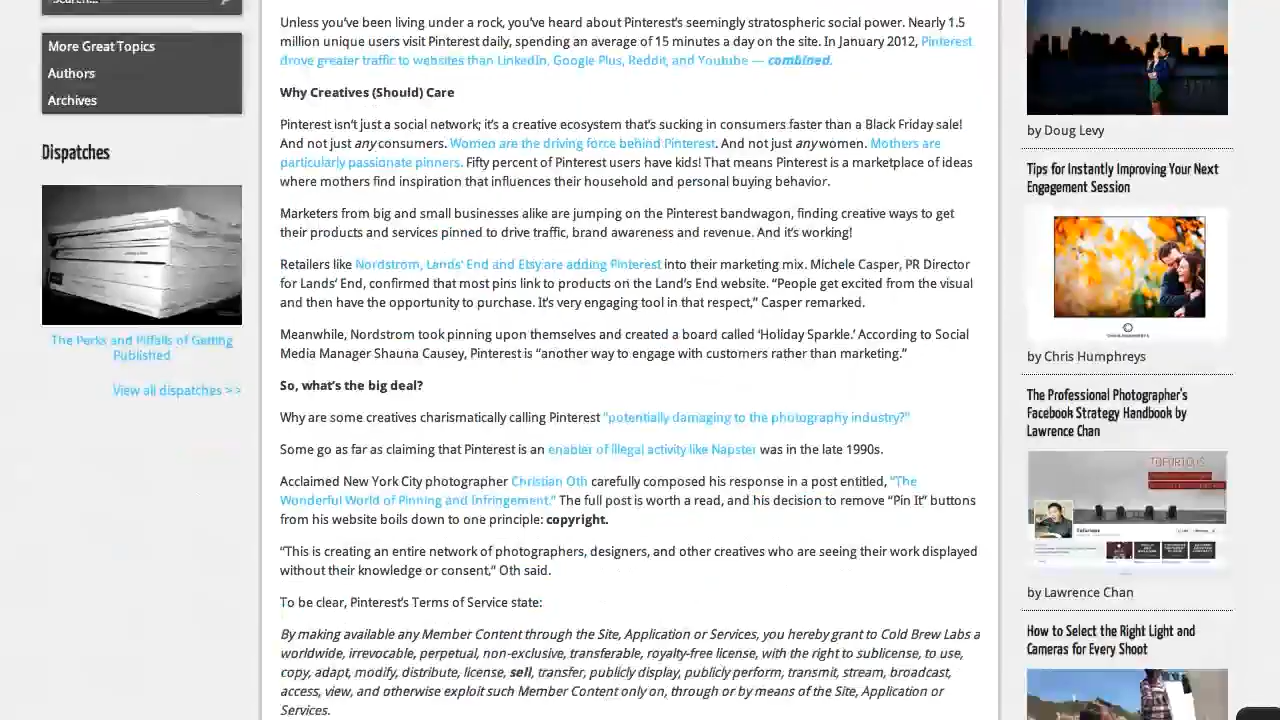 Search...
More Great Topics
Authors
Archives
Dispatches
The Perks and Pitfalls of Getting
Published
View all dispatches > >
Unless you've been living under a rock, you've heard about Pinterest's seemingly stratospheric social power. Nearly 1.5
million unique users visit Pinterest daily, spending an average of 15 minutes a day on the site. In January 2012, Pinterest
drove greater traffic to websites than LinkedIn, Google Plus, Reddit, and Youtube — combined.
Why Creatives (Should) Care
Pinterest isn't just a social network; it's a creative ecosystem that's sucking in consumers faster than a Black Friday sale!
And not just any consumers. Women are the driving force behind Pinterest. And not just any women. Mothers are
particularly passionate pinners. Fifty percent of Pinterest users have kids! That means Pinterest is a marketplace of ideas
where mothers find inspiration that influences their household and personal buying behavior.
Marketers from big and small businesses alike are jumping on the Pinterest bandwagon, finding creative ways to get
their products and services pinned to drive traffic, brand awareness and revenue. And it's working!
Retailers like Nordstrom, Lands' End and Etsy are adding Pinterest into their marketing mix. Michele Casper, PR Director
for Lands' End, confirmed that most pins link to products on the Land's End website. “People get excited from the visual
and then have the opportunity to purchase. It's very engaging tool in that respect,” Casper remarked.
Meanwhile, Nordstrom took pinning upon themselves and created a board called ‘Holiday Sparkle.’ According to Social
Media Manager Shauna Causey, Pinterest is “another way to engage with customers rather than marketing.”
So, what's the big deal?
Why are some creatives charismatically calling Pinterest “potentially damaging to the photography industry?”
Some go as far as claiming that Pinterest is an enabler of illegal activity like Napster was in the late 1990s.
Acclaimed New York City photographer Christian Oth carefully composed his response in a post entitled, “The
Wonderful World of Pinning and Infringement.” The full post is worth a read, and his decision to remove “Pin It” buttons
from his website boils down to one principle: copyright.
“This is creating an entire network of photographers, designers, and other creatives who are seeing their work displayed
without their knowledge or consent,” Oth said.
To be clear, Pinterest's Terms of Service state:
By making available any Member Content through the Site, Application or Services, you hereby grant to Cold Brew Labs a
worldwide, irrevocable, perpetual, non-exclusive, transferable, royalty-free license, with the right to sublicense, to use,
copy, adapt, modify, distribute, license, sell, transfer, publicly display, publicly perform, transmit, stream, broadcast,
access, view, and otherwise exploit such Member Content only on, through or by means of the Site, Application or
Services.
by Doug Levy
Tips for Instantly Improving Your Next
Engagement Session
by Chris Humphreys
The Professional Photographer's
Facebook Strategy Handbook by
Lawrence Chan
TOFURIOUS
by Lawrence Chan
How to Select the Right Light and
Cameras for Every Shoot